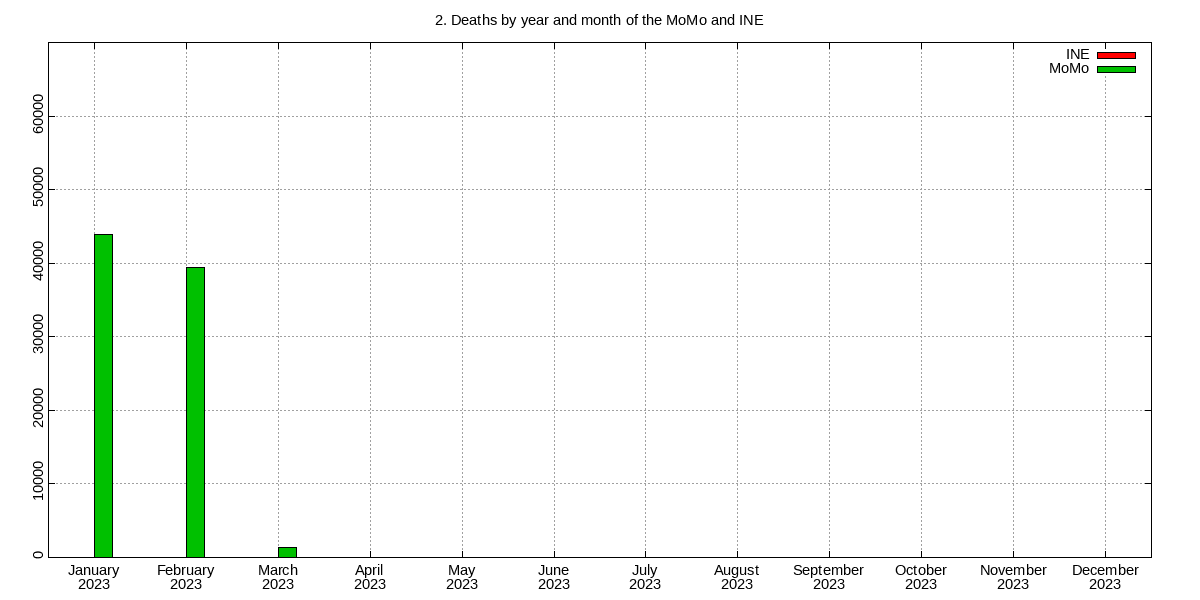 2. Deaths by year and month of the MoMo and INE
INE
MoMo
60000
50000
40000
30000
20000
10000
0
January February March April May June July August September October November December
2023 2023 2023 2023 2023 2023 2023 2023 2023 2023 2023 2023